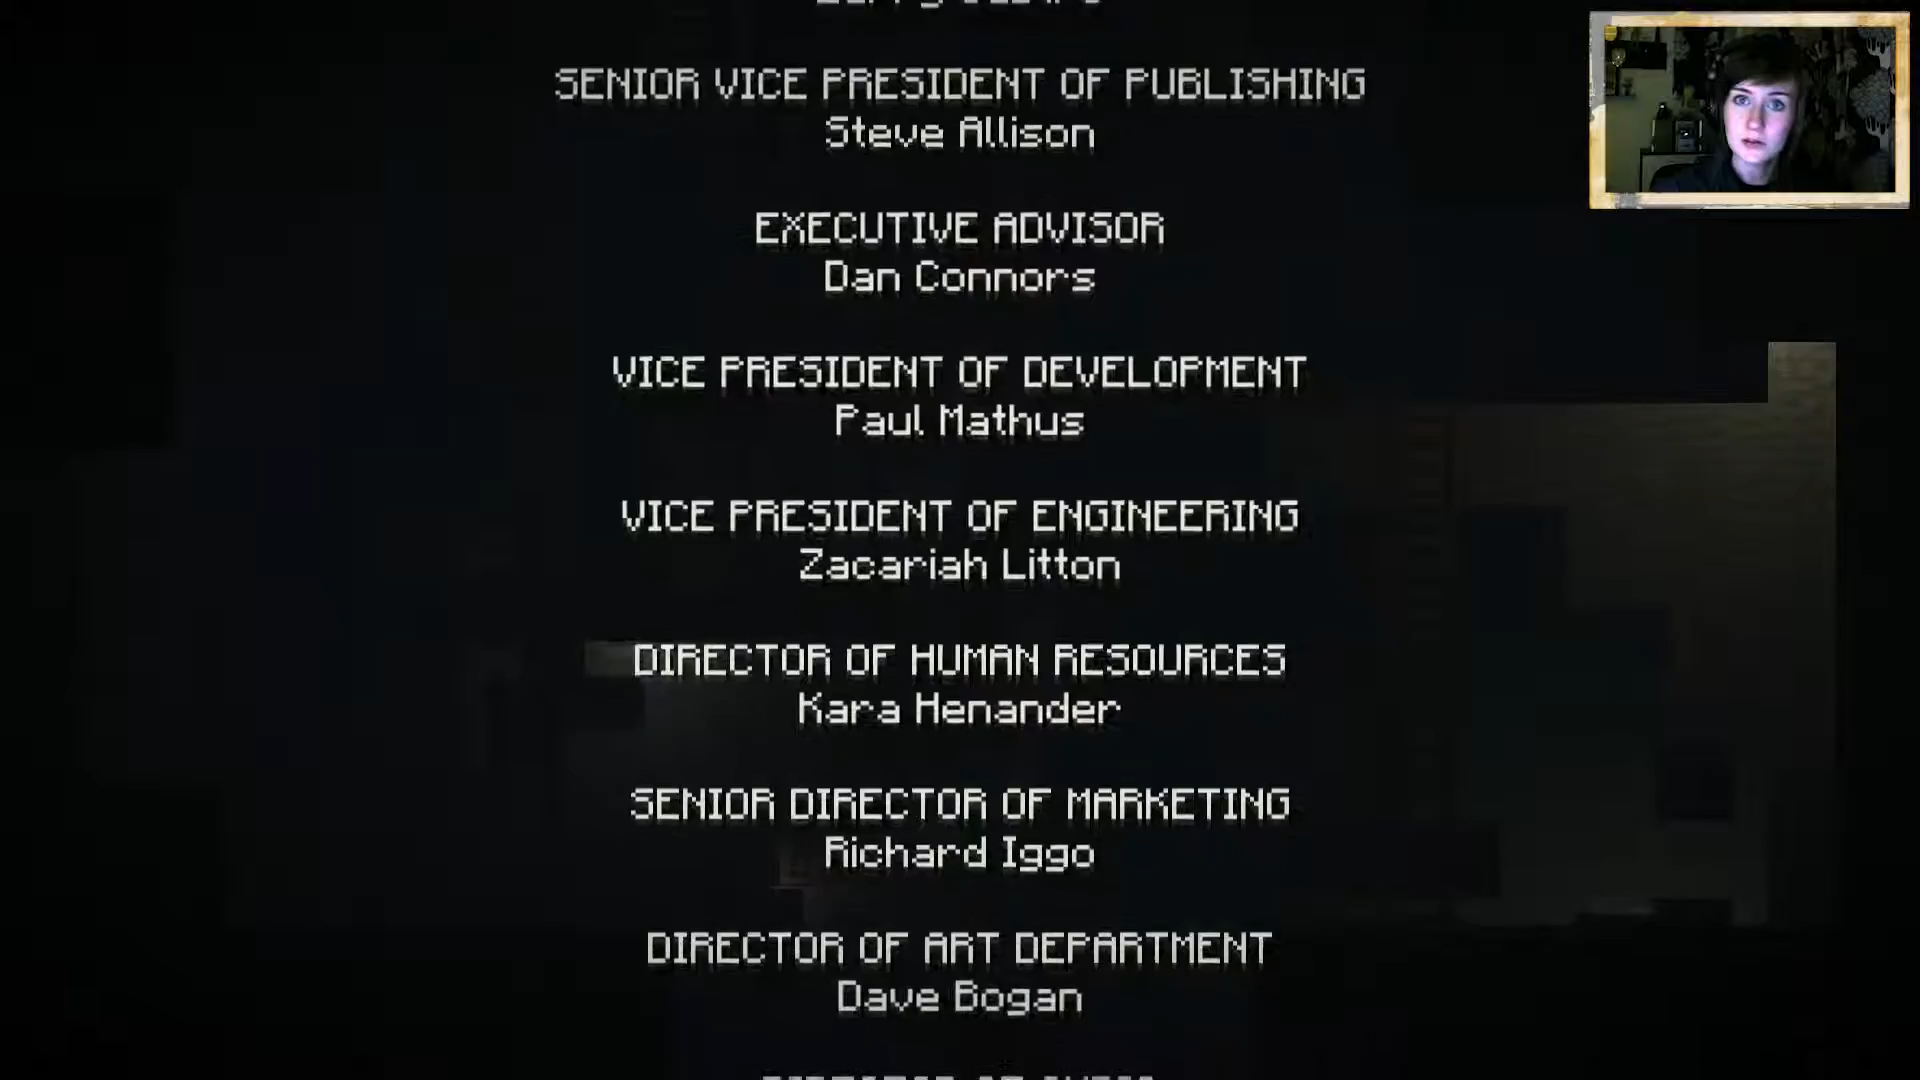 SENIOR VICE PRESIDENT OF PUBLISHING
Steve Allison
EXECUTIVE ADVISOR
Dan Connors
VICE PRESIDENT OF DEVELOPMENT
Paul Mathus
VICE PRESIDENT OF ENGINEERING
Zacariah Litton
DIRECTOR OF HUMAN RESOURCES
Kara Henander
SENIOR DIRECTOR OF MARKETING
Richard Iggo
DIRECTOR OF ART DEPARTMENT
Dave Bogan